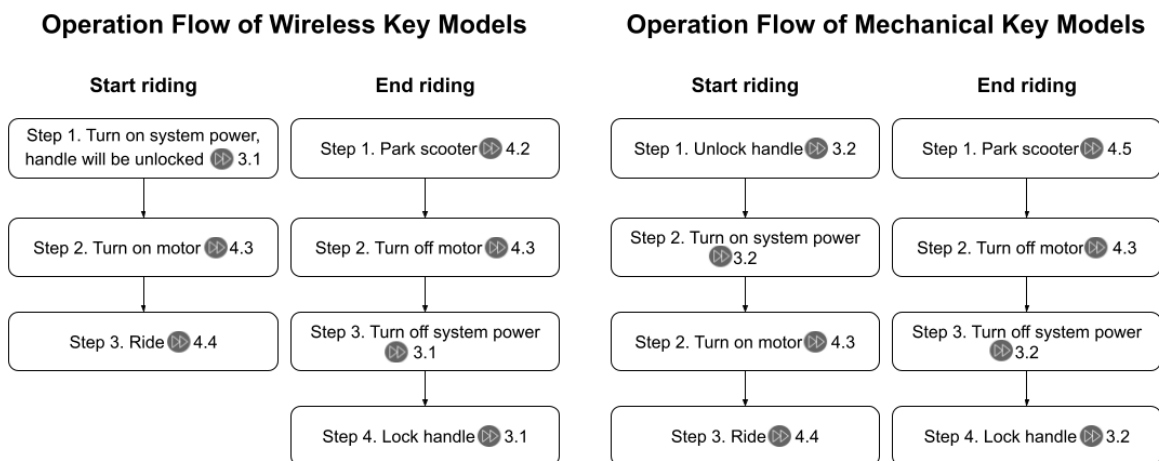 Operation Flow of Wireless Key Models
Start riding
Step 1. Turn on system power,
handle will be unlocked 3.1
Step 2. Turn on motor 4.3
Step 3. Ride 4.4
End riding
Step 1. Park scooter 4.2
Step 2. Turn off motor 4.3
Step 3. Turn off system power
3.1
Step 4. Lock handle 3.1
Operation Flow of Mechanical Key Models
Start riding
Step 1. Unlock handle 3.2
Step 2. Turn on system power
3.2
Step 2. Turn on motor 4.3
Step 3. Ride 4.4
End riding
Step 1. Park scooter 4.5
Step 2. Turn off motor 4.3
Step 3. Turn off system power
3.2
Step 4. Lock handle 3.2